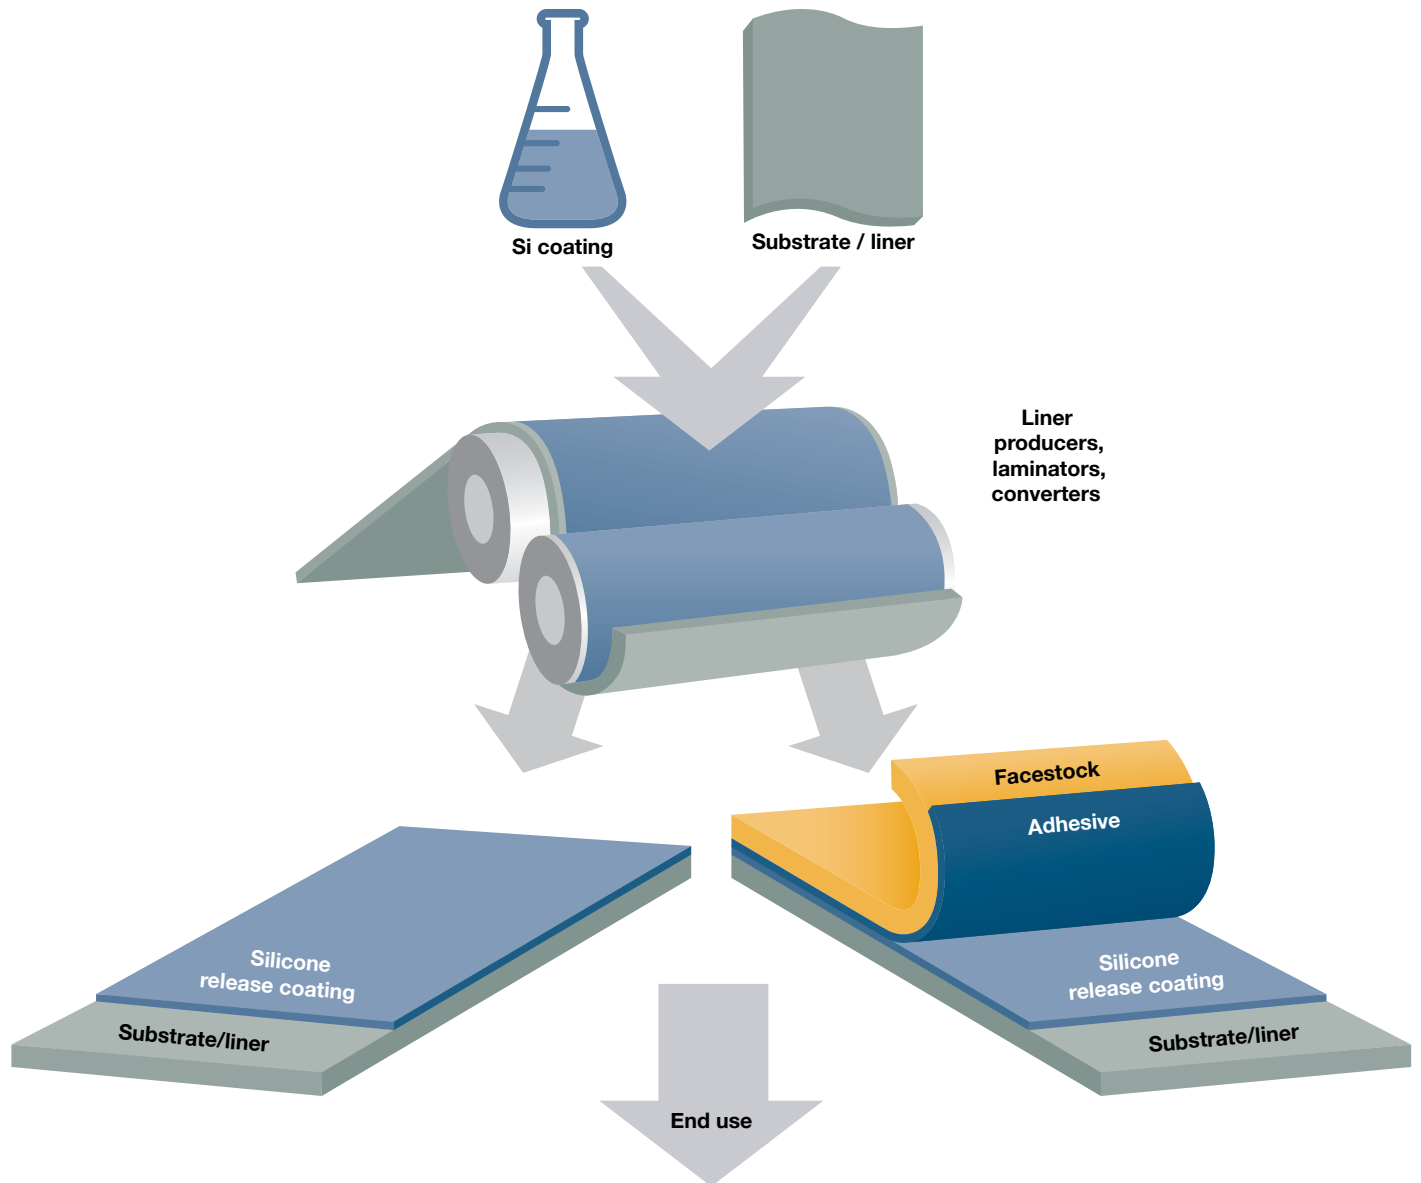 Si coating
Substrate / liner
Liner
producers,
laminators,
converters
Facestock
Adhesive
Silicone
release coating
Substrate/liner
Silicone
release coating
Substrate/liner
End use